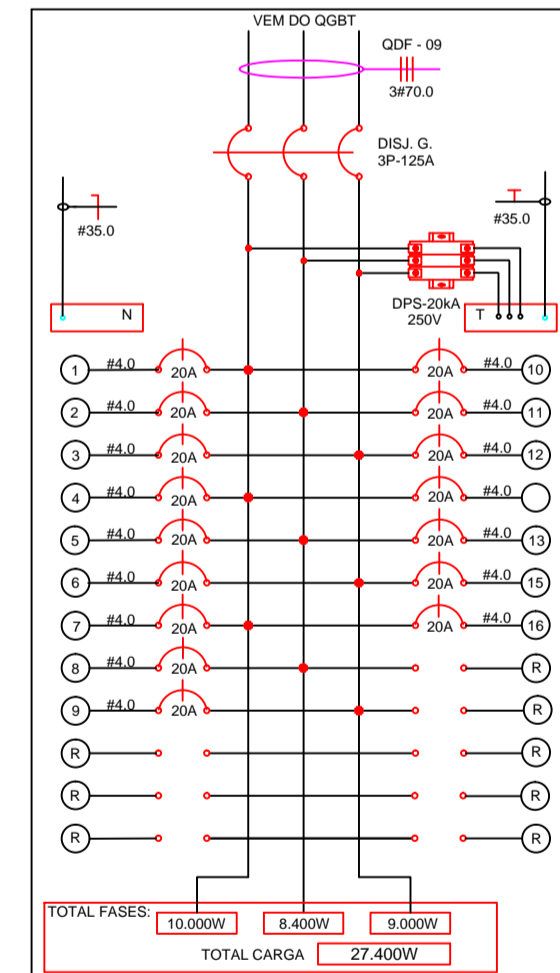 VEM DO QGBT
QDF - 09
3#70.0
DISJ. G.
3P-125A
#35.0
#35.0
DPS-20kA
250V
N
T
1 #4.0 20A 20A #4.0 10
2 #4.0 20A 20A #4.0 11
3 #4.0 20A 20A #4.0 12
4 #4.0 20A 20A #4.0
5 #4.0 20A 20A #4.0 13
6 #4.0 20A 20A #4.0 15
7 #4.0 20A 20A #4.0 16
8 #4.0 20A R
9 #4.0 20A R
R R
R R
R R
TOTAL FASES:
10.000W 8.400W 9.000W
TOTAL CARGA 27.400W